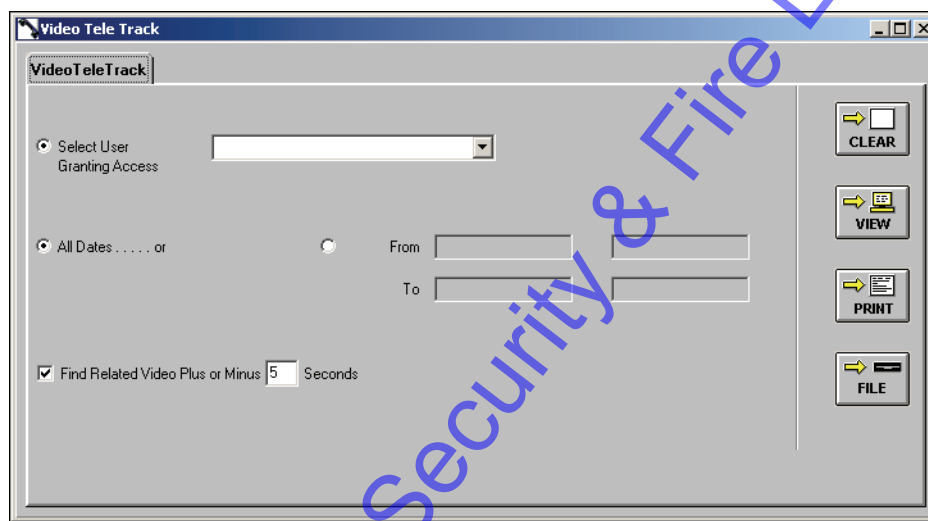 Video Tele Track
VideoTeleTrack
Select User
Granting Access
All Dates . . . . . or
From
To
Find Related Video Plus or Minus 5 Seconds
CLEAR
VIEW
PRINT
FILE
Security & Fire